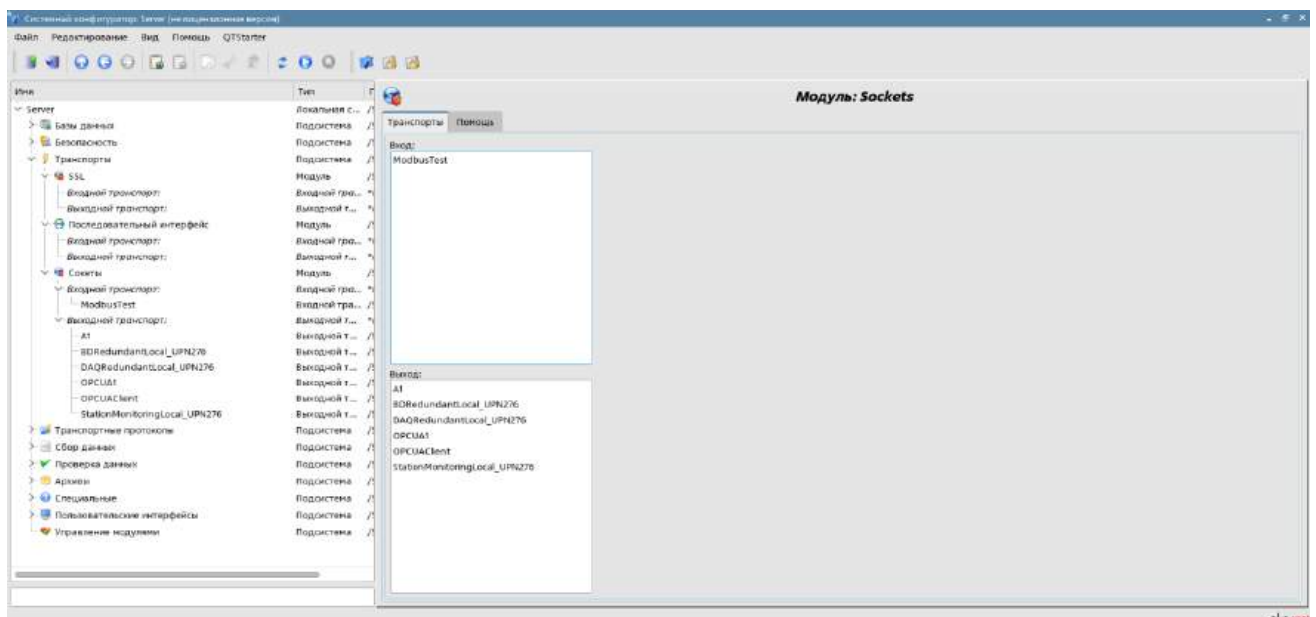 Системный конфигуратор: Server (не лицензионная версия)
Файл Редактирование Вид Помощь QTStarter
Имя Тип
Server Локальная с...
Базы данных Подсистема
Безопасность Подсистема
Транспорты Подсистема
SSL Модуль
Входной транспорт: Входной тра...
Выходной транспорт: Выходной т...
Последовательный интерфейс Модуль
Входной транспорт: Входной тра...
Выходной транспорт: Выходной т...
Сокеты Модуль
Входной транспорт: Входной тра...
ModbusTest Входной тра...
Выходной транспорт: Выходной т...
A1 Выходной т...
BDRedundantLocal_UPN276 Выходной т...
DAQRedundantLocal_UPN276 Выходной т...
OPCUA1 Выходной т...
OPCUAClient Выходной т...
StationMonitoringLocal_UPN276 Выходной т...
Транспортные протоколы Подсистема
Сбор данных Подсистема
Проверка данных Подсистема
Архивы Подсистема
Специальные Подсистема
Пользовательские интерфейсы Подсистема
Управление модулями Подсистема
Модуль: Sockets
Транспорты Помощь
Вход:
ModbusTest
Выход:
A1
BDRedundantLocal_UPN276
DAQRedundantLocal_UPN276
OPCUA1
OPCUAClient
StationMonitoringLocal_UPN276